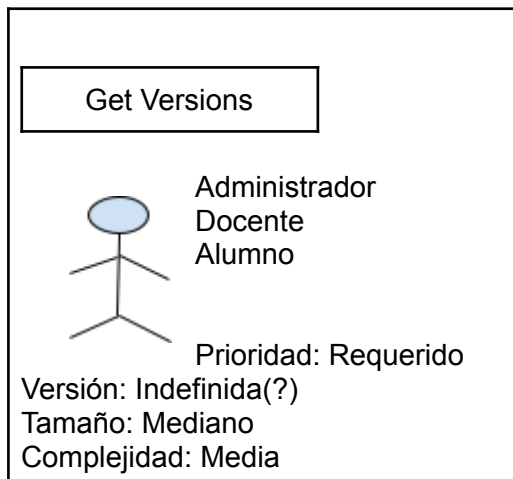 Get Versions
Administrador
Docente
Alumno
Prioridad: Requerido
Versión: Indefinida(?)
Tamaño: Mediano
Complejidad: Media